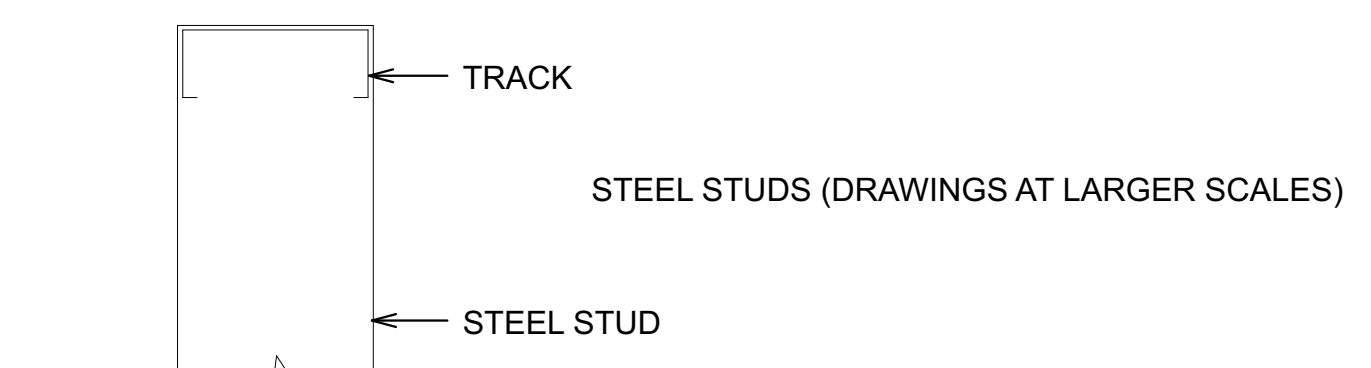 TRACK
STEEL STUDS (DRAWINGS AT LARGER SCALES)
STEEL STUD